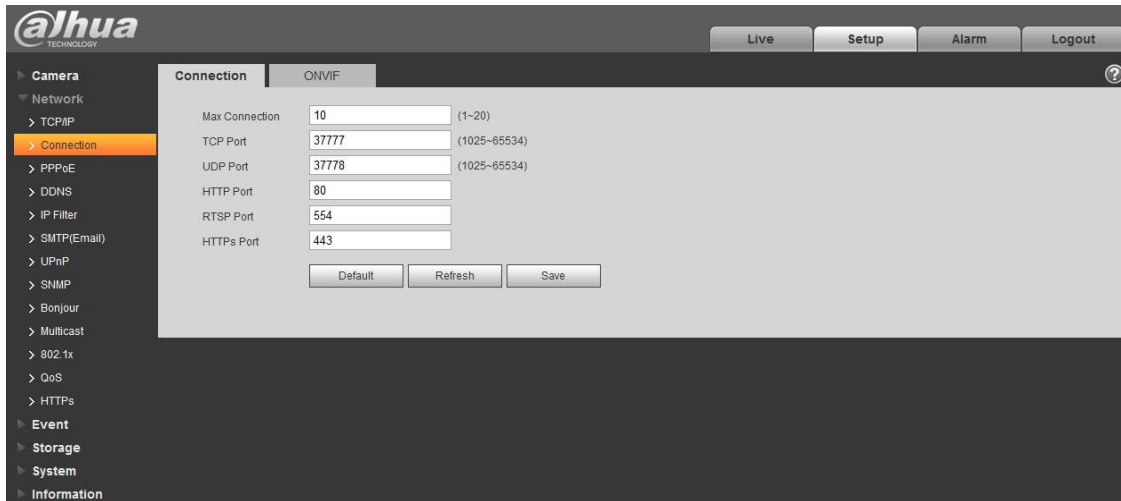 alhua
TECHNOLOGY
Live Setup Alarm Logout
Camera
Network
TCP/IP
Connection
PPPoE
DDNS
IP Filter
SMTP(Email)
UPnP
SNMP
Bonjour
Multicast
802.1x
QoS
HTTPs
Event
Storage
System
Information
Connection ONVIF ?
Max Connection 10 (1~20)
TCP Port 37777 (1025~65534)
UDP Port 37778 (1025~65534)
HTTP Port 80
RTSP Port 554
HTTPs Port 443
Default Refresh Save